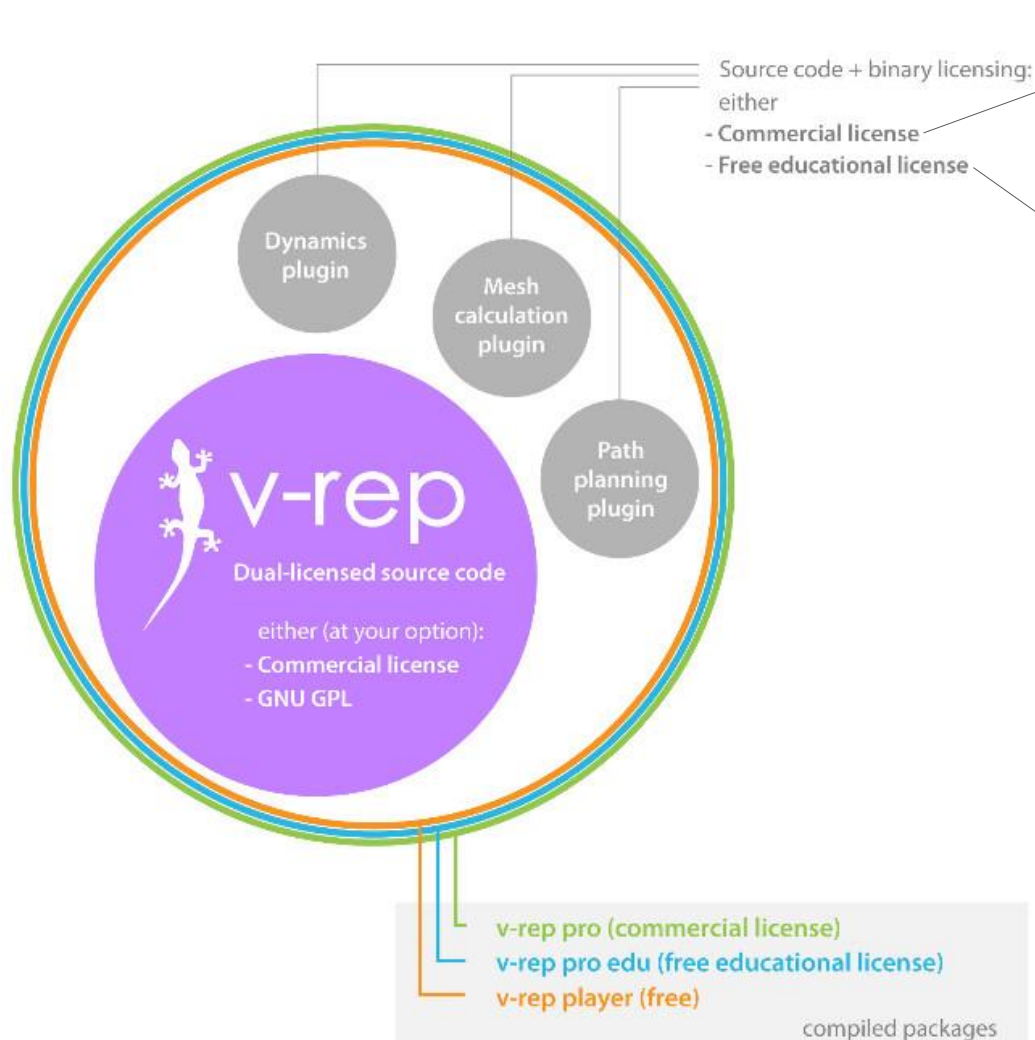 Source code + binary licensing:
either
- Commercial license
- Free educational license
Dynamics
plugin
Mesh
calculation
plugin
Path
planning
plugin
v-rep
Dual-licensed source code
either (at your option):
- Commercial license
- GNU GPL
v-rep pro (commercial license)
v-rep pro edu (free educational license)
v-rep player (free)
compiled packages